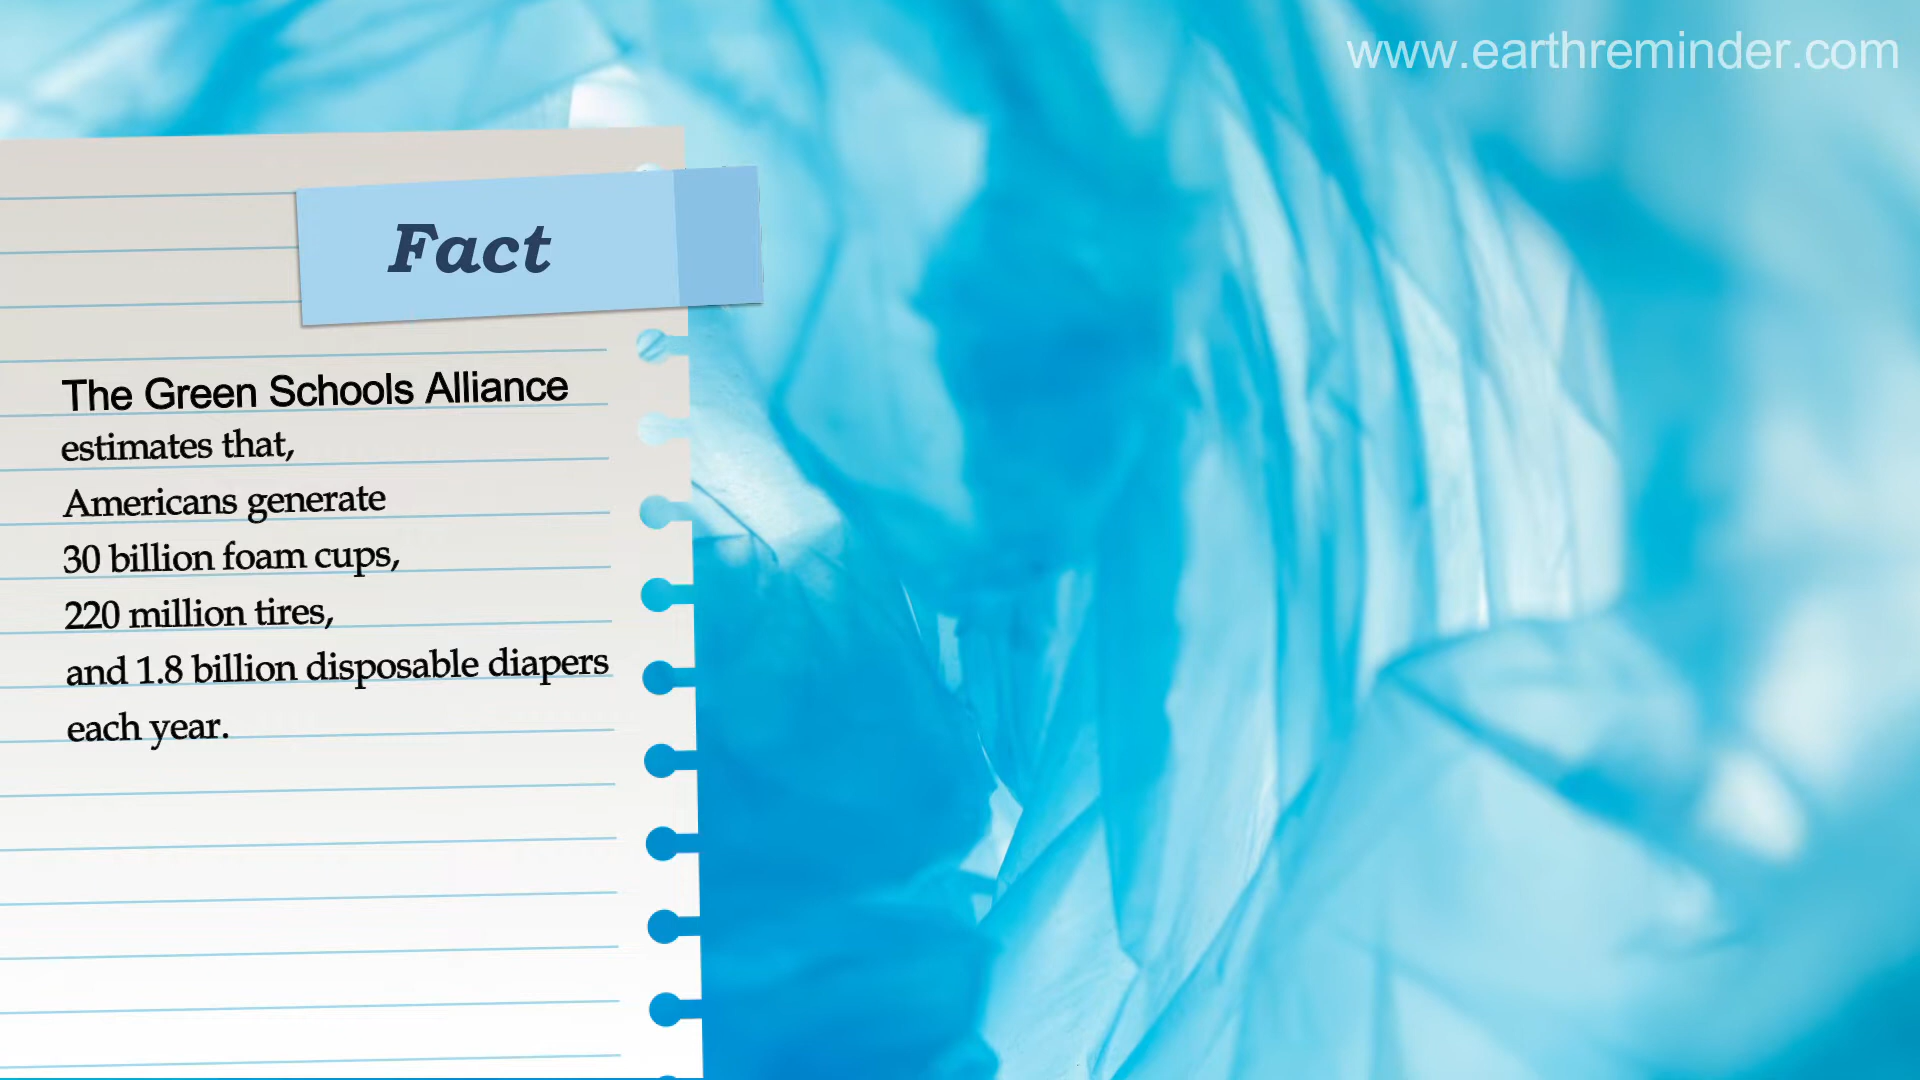 www.earthreminder.com
Fact
The Green Schools Alliance
estimates that,
Americans generate
30 billion foam cups,
220 million tires,
and 1.8 billion disposable diapers
each year.